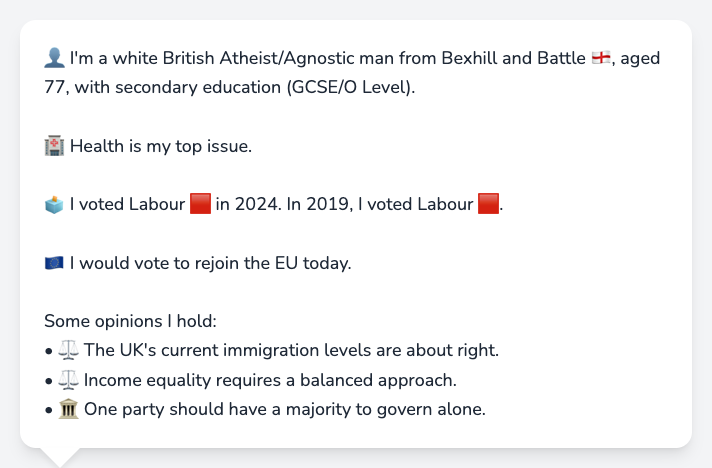 👤 I'm a white British Atheist/Agnostic man from Bexhill and Battle 🏴󠁧󠁢󠁥󠁮󠁧󠁿, aged
77, with secondary education (GCSE/O Level).
🏥 Health is my top issue.
🗳️ I voted Labour 🟥 in 2024. In 2019, I voted Labour 🟥.
🇪🇺 I would vote to rejoin the EU today.
Some opinions I hold:
• ⚖️ The UK's current immigration levels are about right.
• ⚖️ Income equality requires a balanced approach.
• 🏛️ One party should have a majority to govern alone.